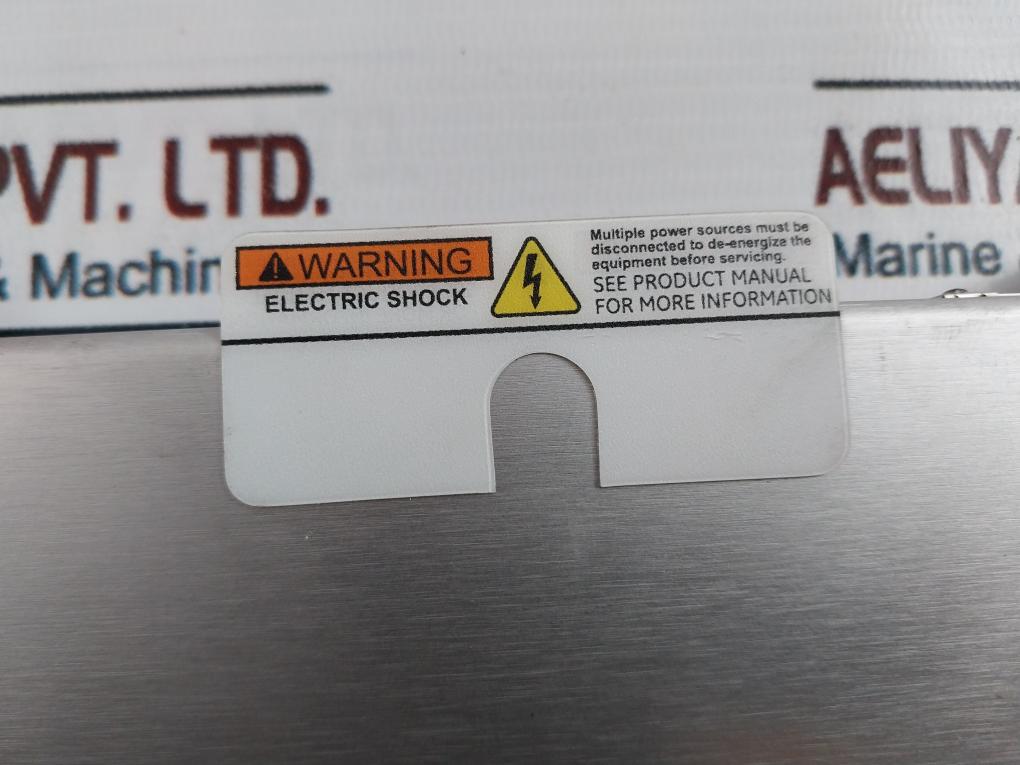 PVT. LTD.
AELIY
& Machin
Marine
WARNING
ELECTRIC SHOCK
Multiple power sources must be
disconnected to de-energize the
equipment before servicing.
SEE PRODUCT MANUAL
FOR MORE INFORMATION